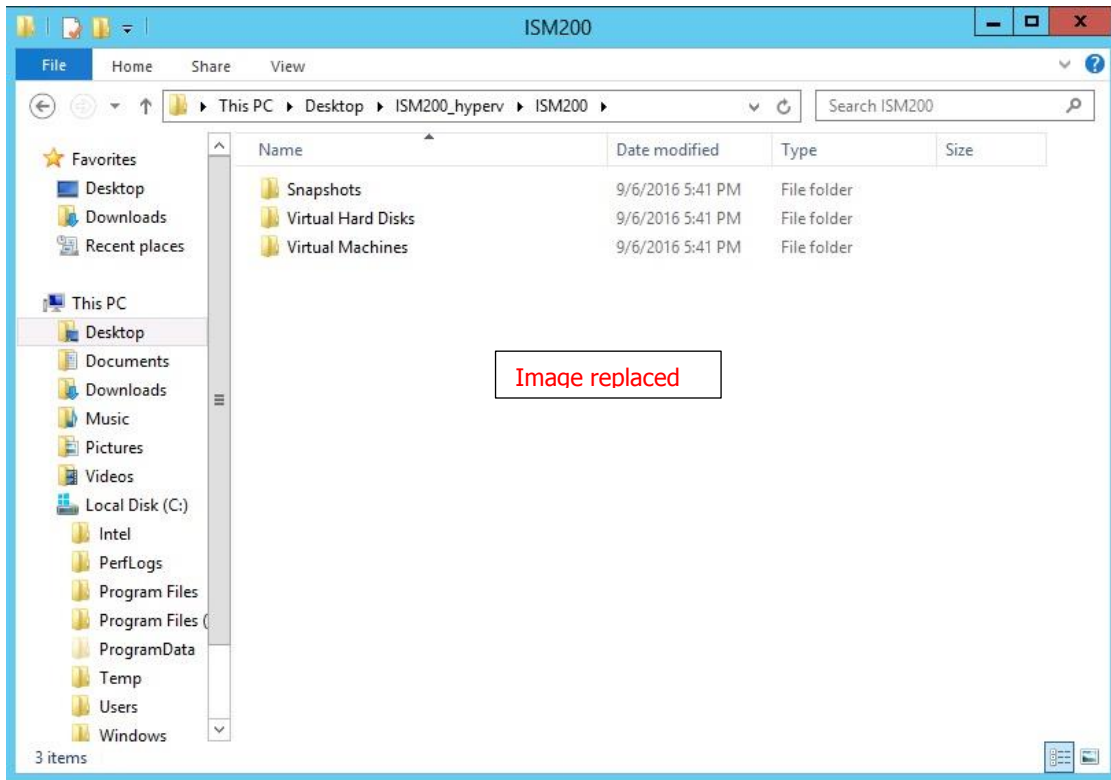 ISM200
File Home Share View
This PC Desktop ISM200_hyperv ISM200
Search ISM200
Favorites
Desktop
Downloads
Recent places
This PC
Desktop
Documents
Downloads
Music
Pictures
Videos
Local Disk (C:)
Intel
PerfLogs
Program Files
Program Files (
ProgramData
Temp
Users
Windows
Name Date modified Type Size
Snapshots 9/6/2016 5:41 PM File folder
Virtual Hard Disks 9/6/2016 5:41 PM File folder
Virtual Machines 9/6/2016 5:41 PM File folder
Image replaced
3 items